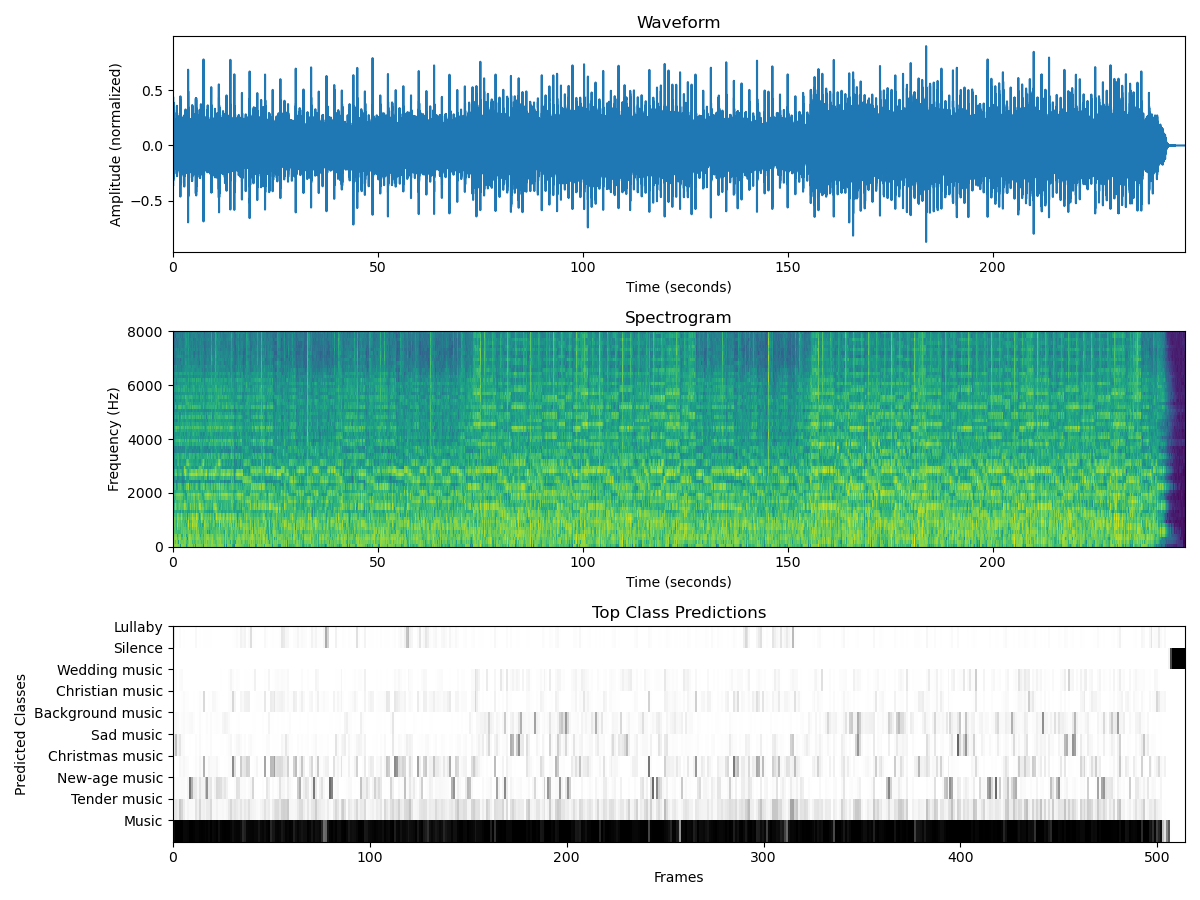 Waveform
Amplitude (normalized)
0.5
0.0
−0.5
0 50 100 150 200
Time (seconds)
Spectrogram
Frequency (Hz)
8000
6000
4000
2000
0
0 50 100 150 200
Time (seconds)
Top Class Predictions
Predicted Classes
Lullaby
Silence
Wedding music
Christian music
Background music
Sad music
Christmas music
New-age music
Tender music
Music
0 100 200 300 400 500
Frames